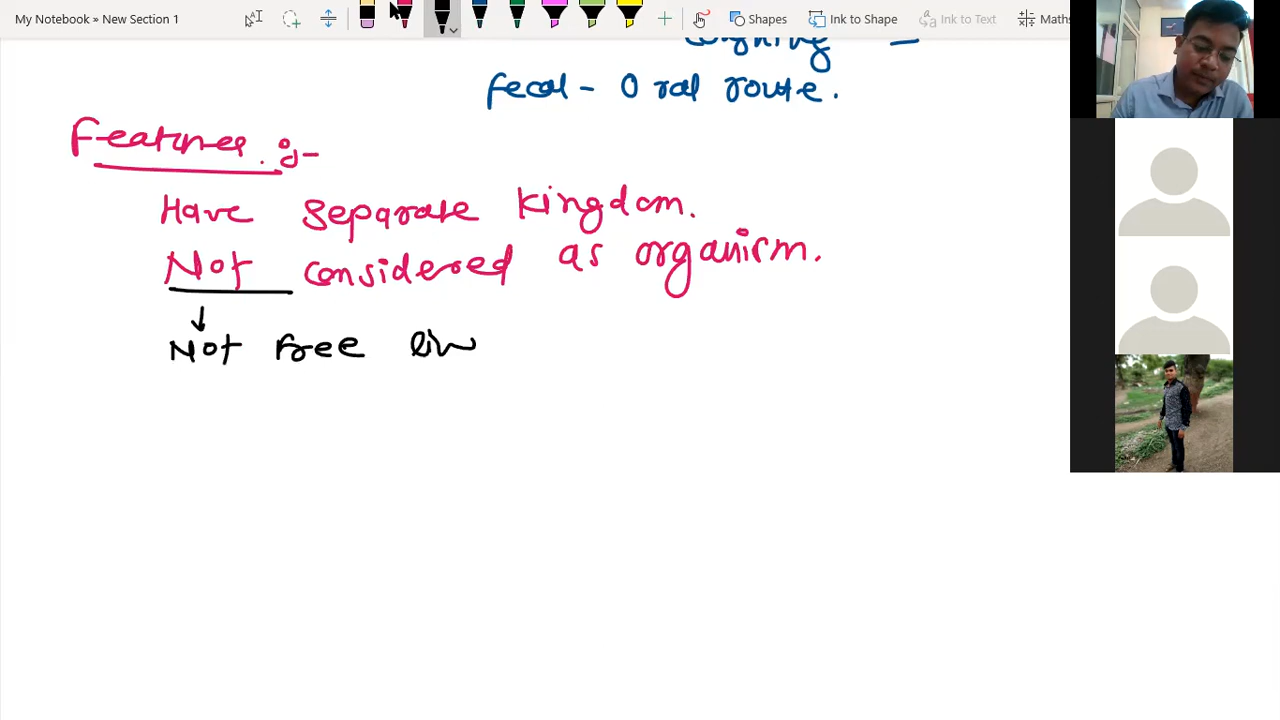 My Notebook » New Section 1
Shapes
Ink to Shape
Ink to Text
Maths
fecal - Oral route.
Features :-
Have separate kingdom.
Not considered as organism.
Not free liv